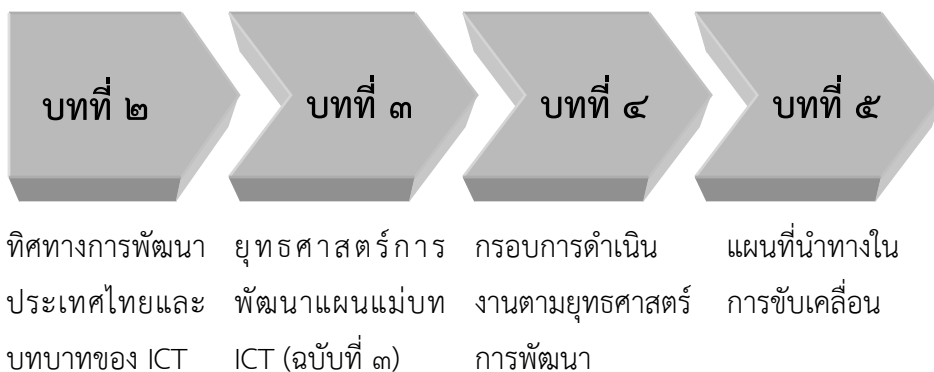 บทที่ ๒
ทิศทางการพัฒนา
ประเทศไทยและ
บทบาทของ ICT
บทที่ ๓
ยุทธศาสตร์การ
พัฒนาแผนแม่บท
ICT (ฉบับที่ ๓)
บทที่ ๔
กรอบการดำเนิน
งานตามยุทธศาสตร์
การพัฒนา
บทที่ ๕
แผนที่นำทางใน
การขับเคลื่อน